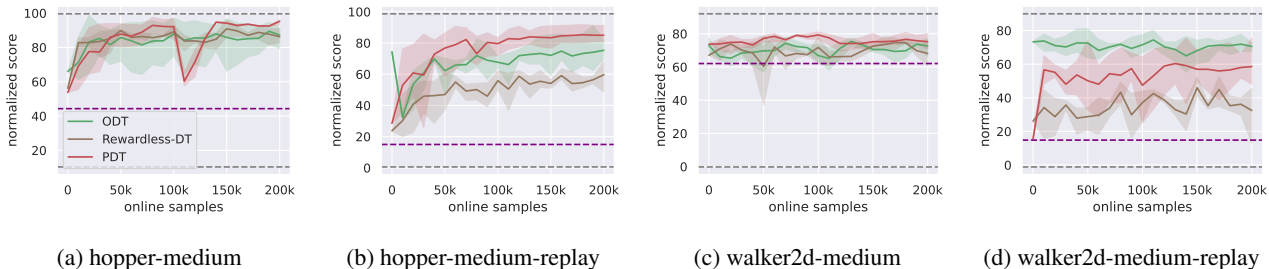 normalized score
100
80
60
40
20
ODT
Rewardless-DT
PDT
0
50k
100k
150k
200k
online samples
(a) hopper-medium
normalized score
100
80
60
40
20
0
0
50k
100k
150k
200k
online samples
(b) hopper-medium-replay
normalized score
80
60
40
20
0
0
50k
100k
150k
200k
online samples
(c) walker2d-medium
normalized score
80
60
40
20
0
0
50k
100k
150k
200k
online samples
(d) walker2d-medium-replay